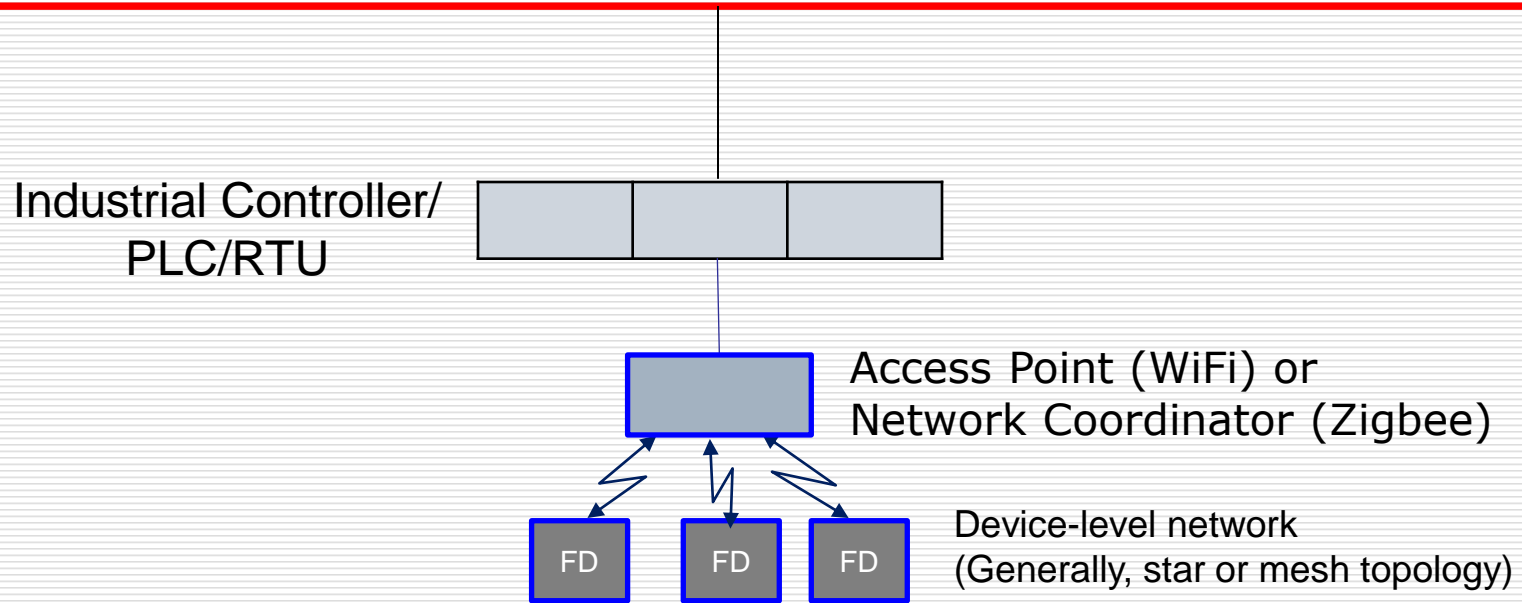 Industrial Controller/
PLC/RTU
Access Point (WiFi) or
Network Coordinator (Zigbee)
FD
FD
FD
Device-level network
(Generally, star or mesh topology)